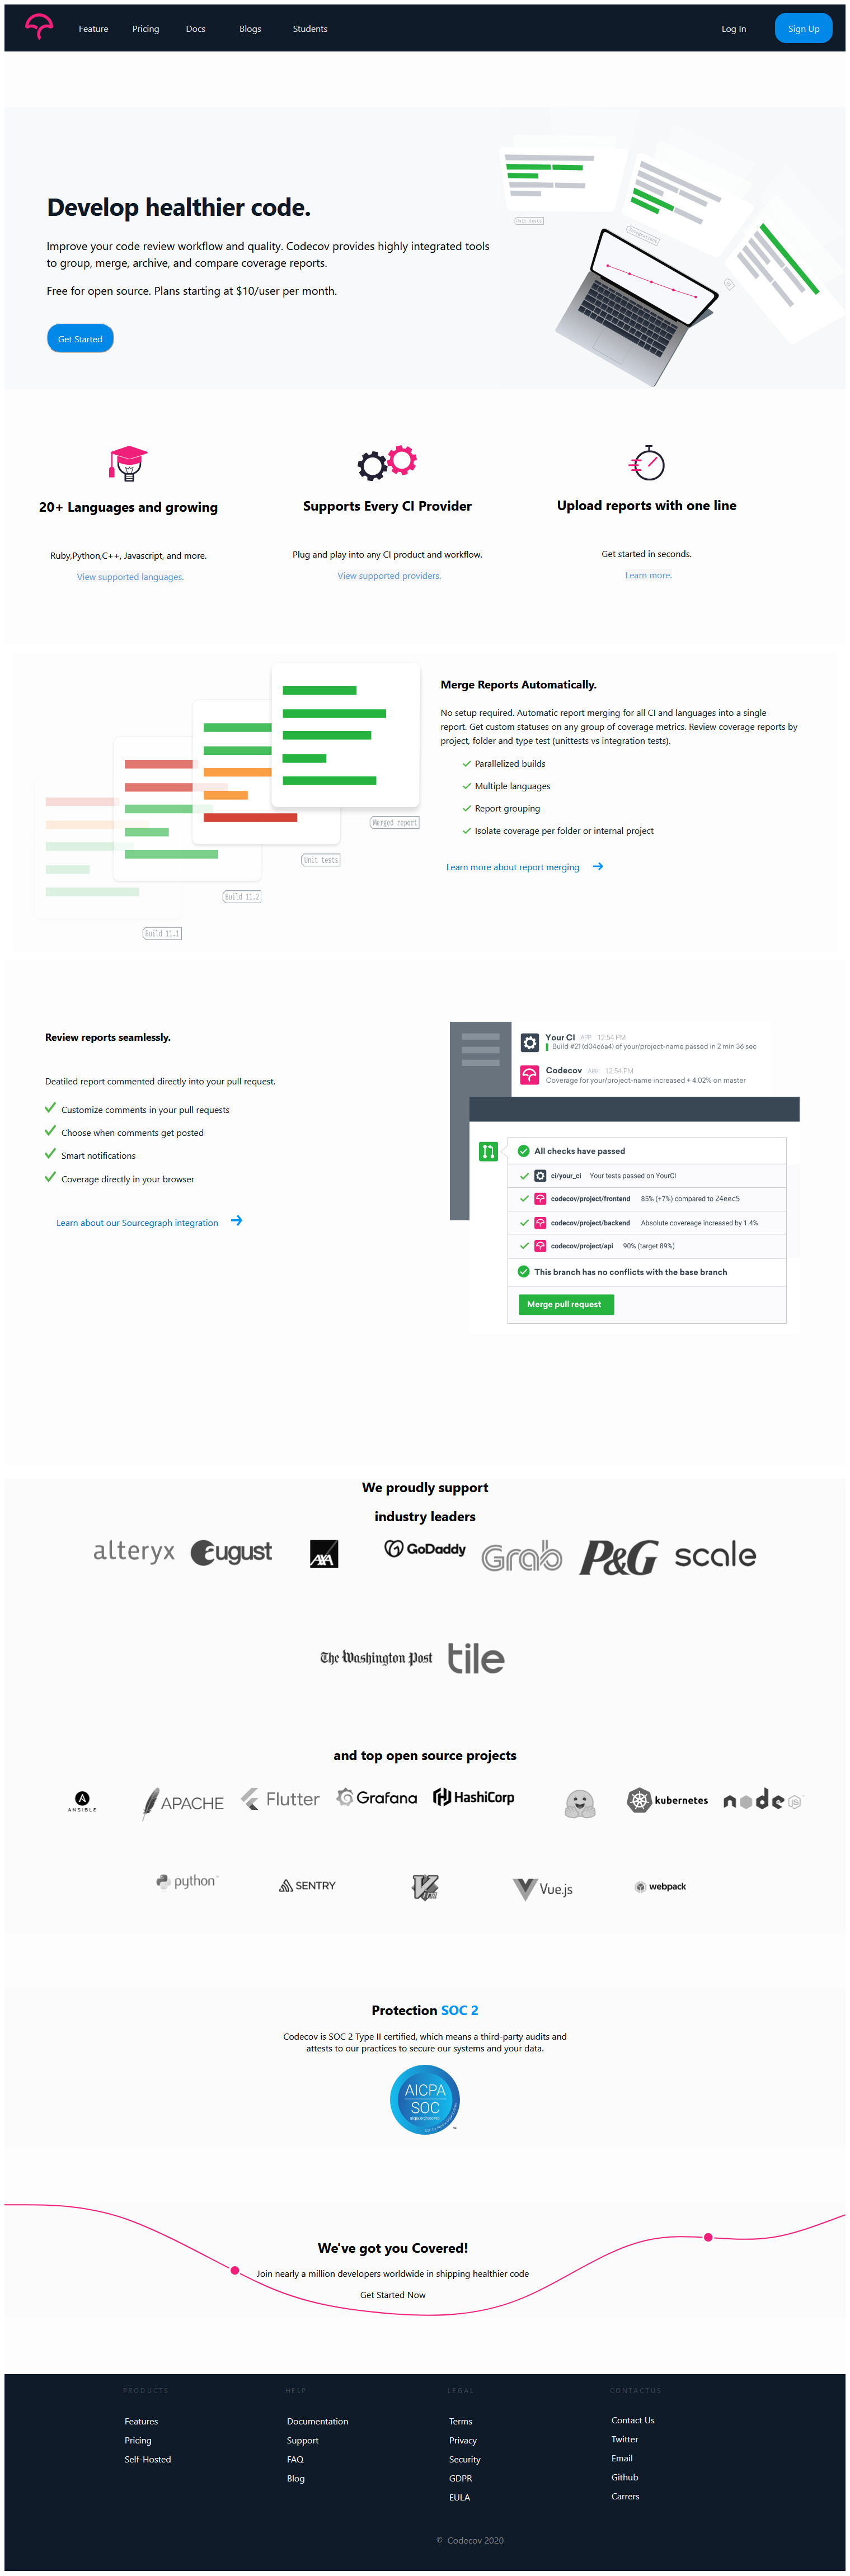 Feature Pricing Docs Blogs Students Log In Sign Up
Develop healthier code.
Improve your code review workflow and quality. Codecov provides highly integrated tools
to group, merge, archive, and compare coverage reports.
Free for open source. Plans starting at $10/user per month.
Get Started
Unit tests
Integrations
20+ Languages and growing
Ruby,Python,C++, Javascript, and more.
View supported languages.
Supports Every CI Provider
Plug and play into any CI product and workflow.
View supported providers.
Upload reports with one line
Get started in seconds.
Learn more.
Merged report
Unit tests
Build 11.2
Build 11.1
Merge Reports Automatically.
No setup required. Automatic report merging for all CI and languages into a single
report. Get custom statuses on any group of coverage metrics. Review coverage reports by
project, folder and type test (unittests vs integration tests).
Parallelized builds
Multiple languages
Report grouping
Isolate coverage per folder or internal project
Learn more about report merging
Review reports seamlessly.
Deatiled report commented directly into your pull request.
Customize comments in your pull requests
Choose when comments get posted
Smart notifications
Coverage directly in your browser
Learn about our Sourcegraph integration
Your CI APP 12:54 PM
Build #21 (d04c6a4) of your/project-name passed in 2 min 36 sec
Codecov APP 12:54 PM
Coverage for your/project-name increased + 4.02% on master
All checks have passed
ci/your_ci Your tests passed on YourCI
codecov/project/frontend 85% (+7%) compared to 24eec5
codecov/project/backend Absolute covereage increased by 1.4%
codecov/project/api 90% (target 89%)
This branch has no conflicts with the base branch
Merge pull request
We proudly support
industry leaders
alteryx august AXA GoDaddy Grab P&G scale
The Washington Post tile
and top open source projects
ANSIBLE APACHE Flutter Grafana HashiCorp kubernetes node JS
python SENTRY Vim Vue.js webpack
Protection SOC 2
Codecov is SOC 2 Type II certified, which means a third-party audits and
attests to our practices to secure our systems and your data.
AICPA
SOC
We've got you Covered!
Join nearly a million developers worldwide in shipping healthier code
Get Started Now
PRODUCTS
Features
Pricing
Self-Hosted
HELP
Documentation
Support
FAQ
Blog
LEGAL
Terms
Privacy
Security
GDPR
EULA
CONTACTUS
Contact Us
Twitter
Email
Github
Carrers
© Codecov 2020